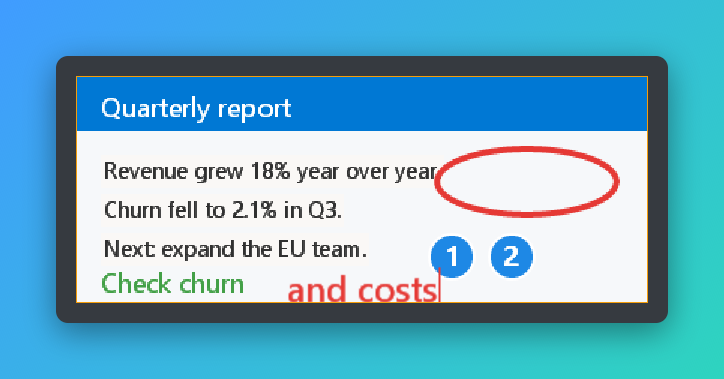 Quarterly report
Revenue grew 18% year over year
Churn fell to 2.1% in Q3.
Next: expand the EU team.
1 2
Check churn
and costs